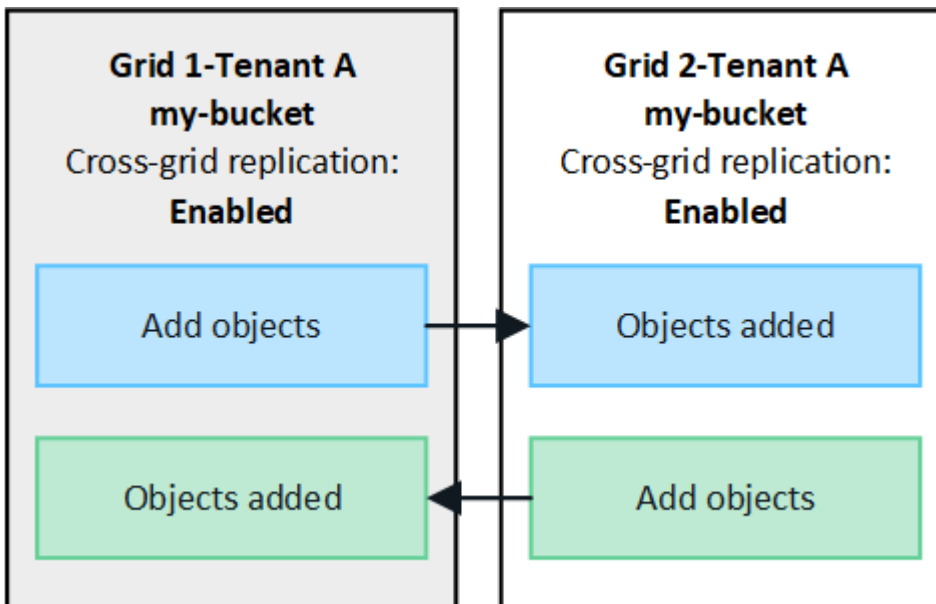 Grid 1-Tenant A
my-bucket
Cross-grid replication:
Enabled
Add objects
Objects added
Grid 2-Tenant A
my-bucket
Cross-grid replication:
Enabled
Objects added
Add objects